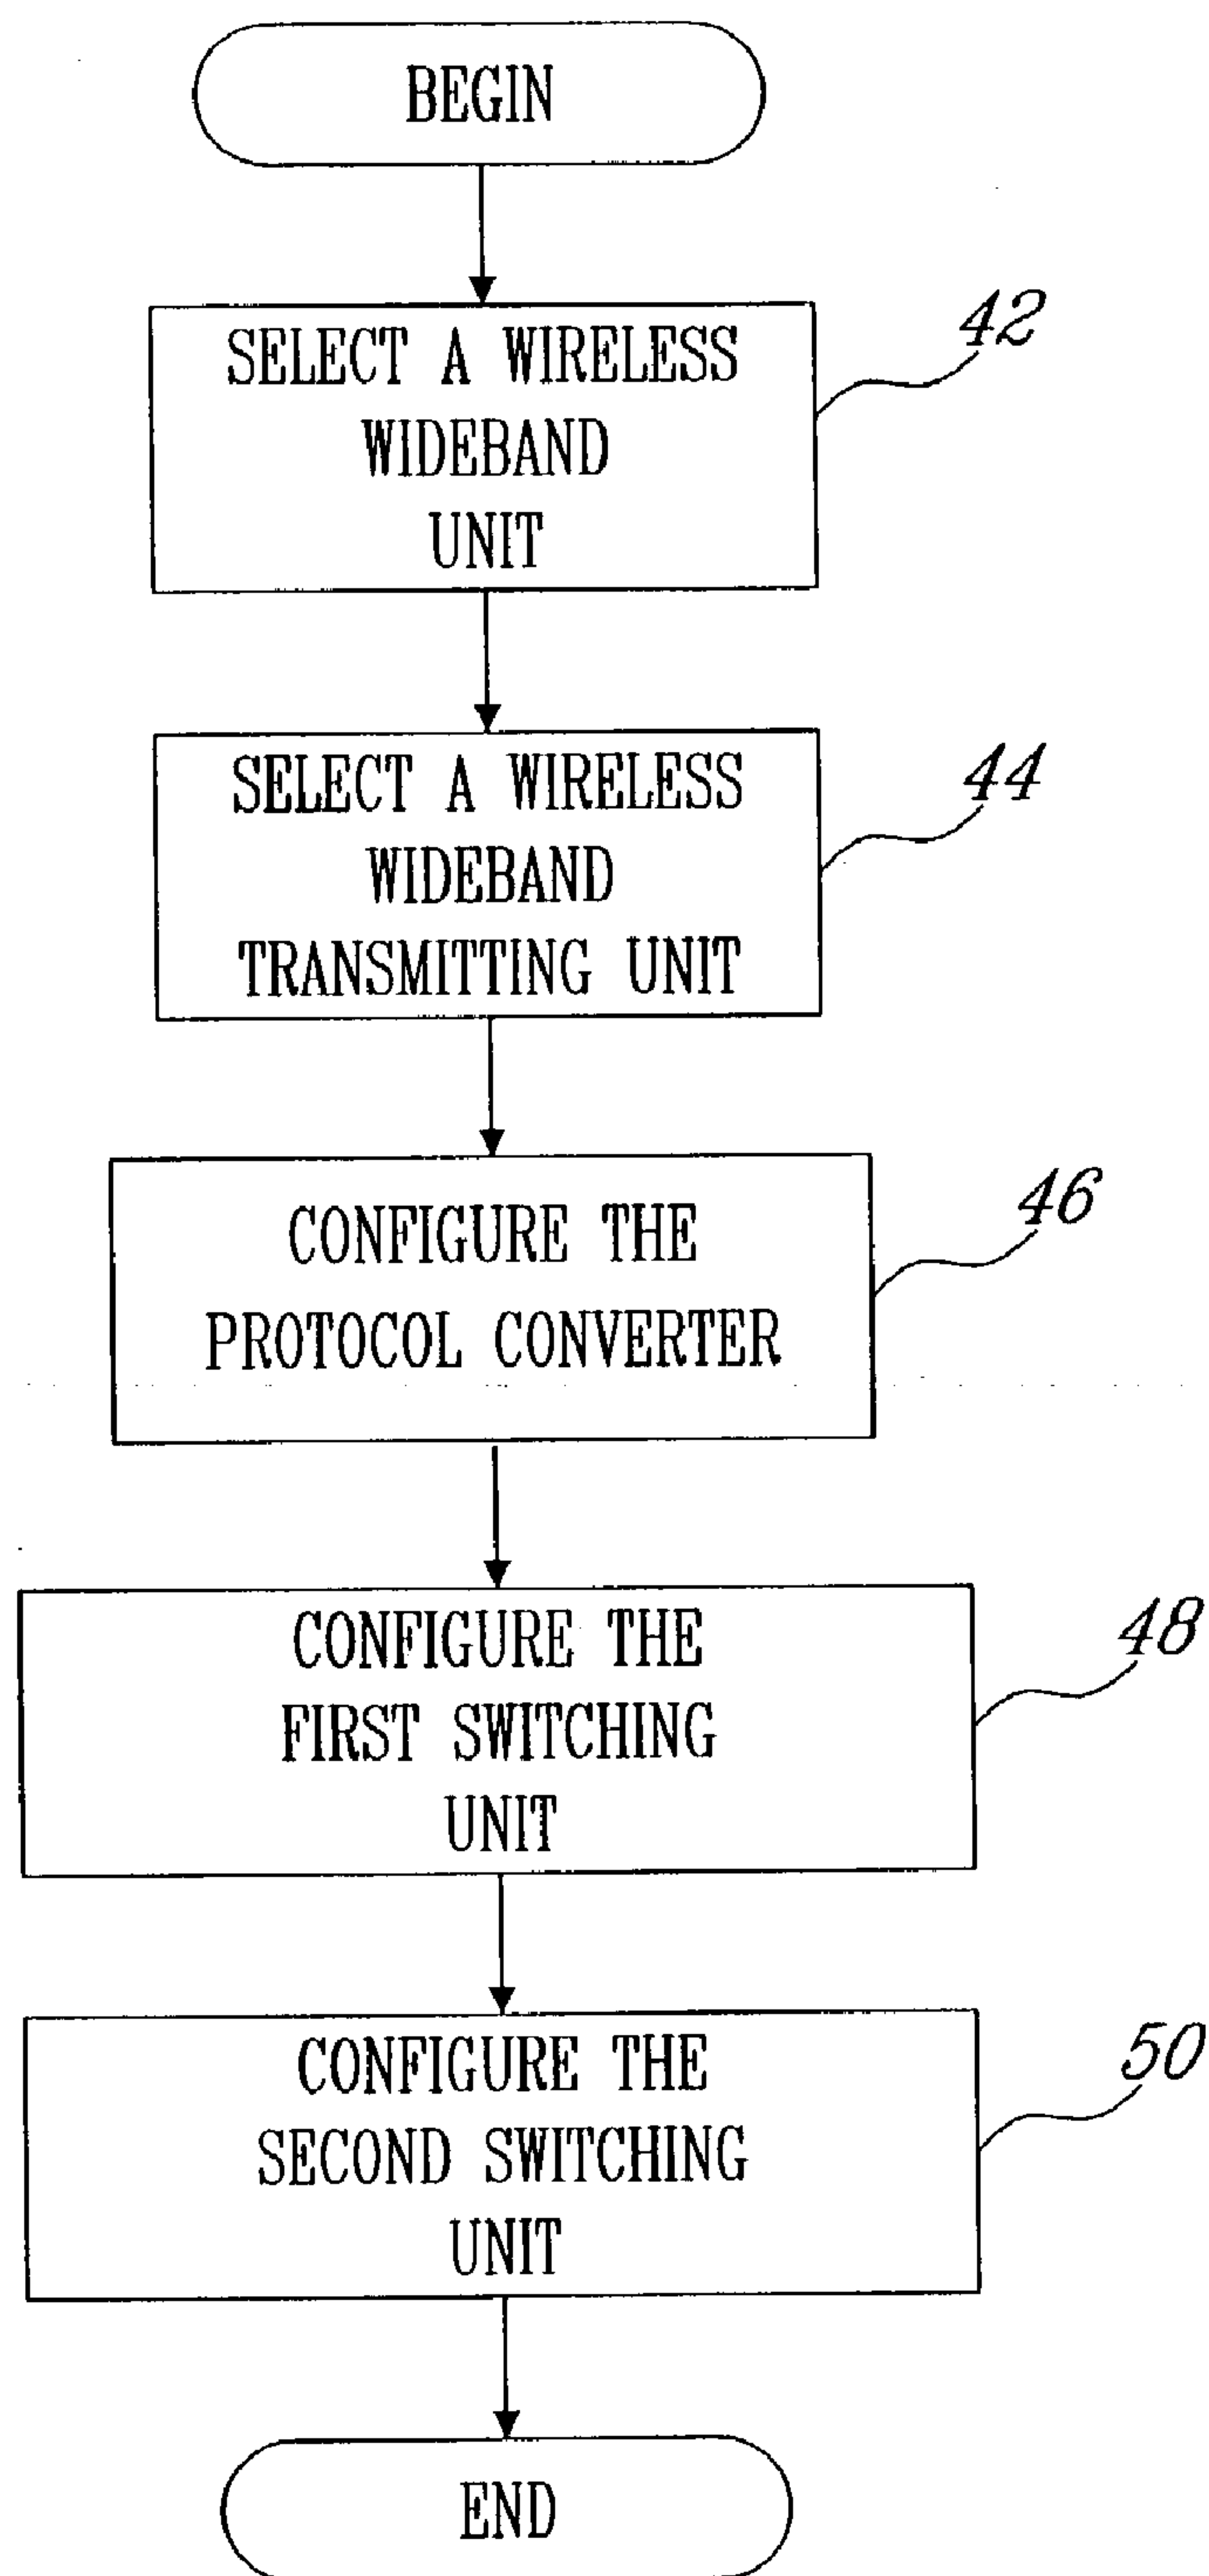 BEGIN
SELECT A WIRELESS
WIDEBAND
UNIT
42
SELECT A WIRELESS
WIDEBAND
TRANSMITTING UNIT
44
CONFIGURE THE
PROTOCOL CONVERTER
46
CONFIGURE THE
FIRST SWITCHING
UNIT
48
CONFIGURE THE
SECOND SWITCHING
UNIT
50
END